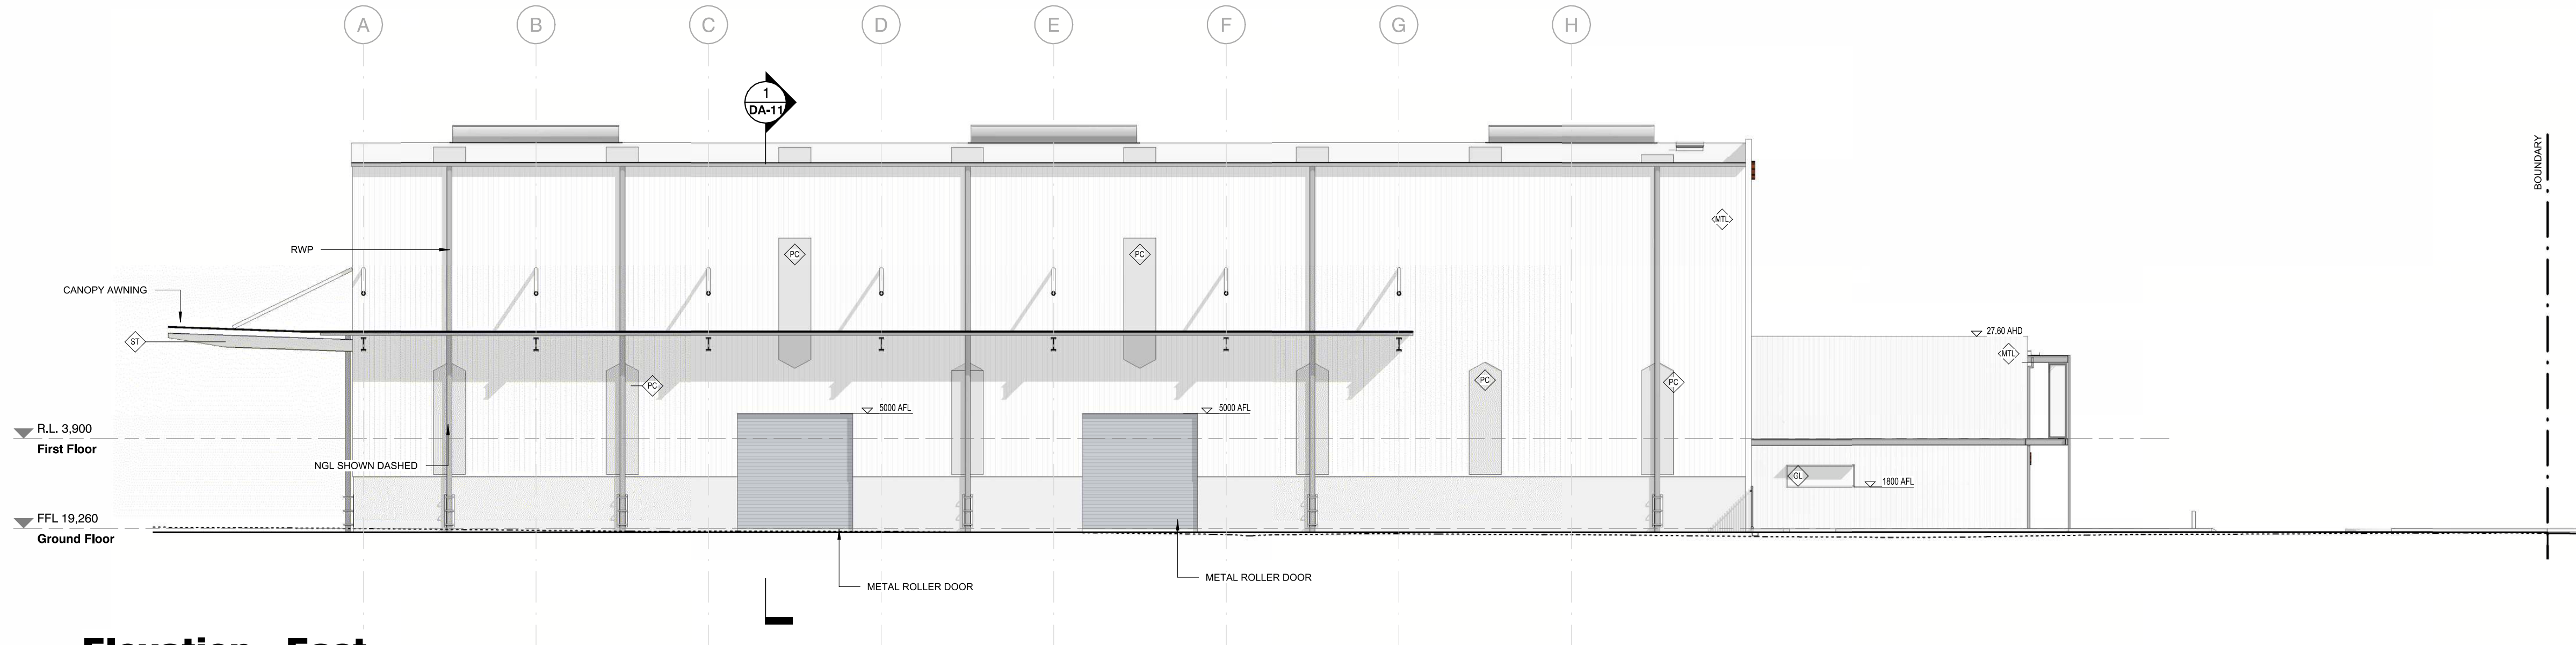 A B C D E F G H
1
DA-11
BOUNDARY
MTL
RWP
PC PC
CANOPY AWNING
ST
27,60 AHD
MTL
PC PC PC
5000 AFL 5000 AFL
R.L. 3,900
First Floor
NGL SHOWN DASHED
GL
1800 AFL
FFL 19,260
Ground Floor
METAL ROLLER DOOR
METAL ROLLER DOOR
Elevation - East